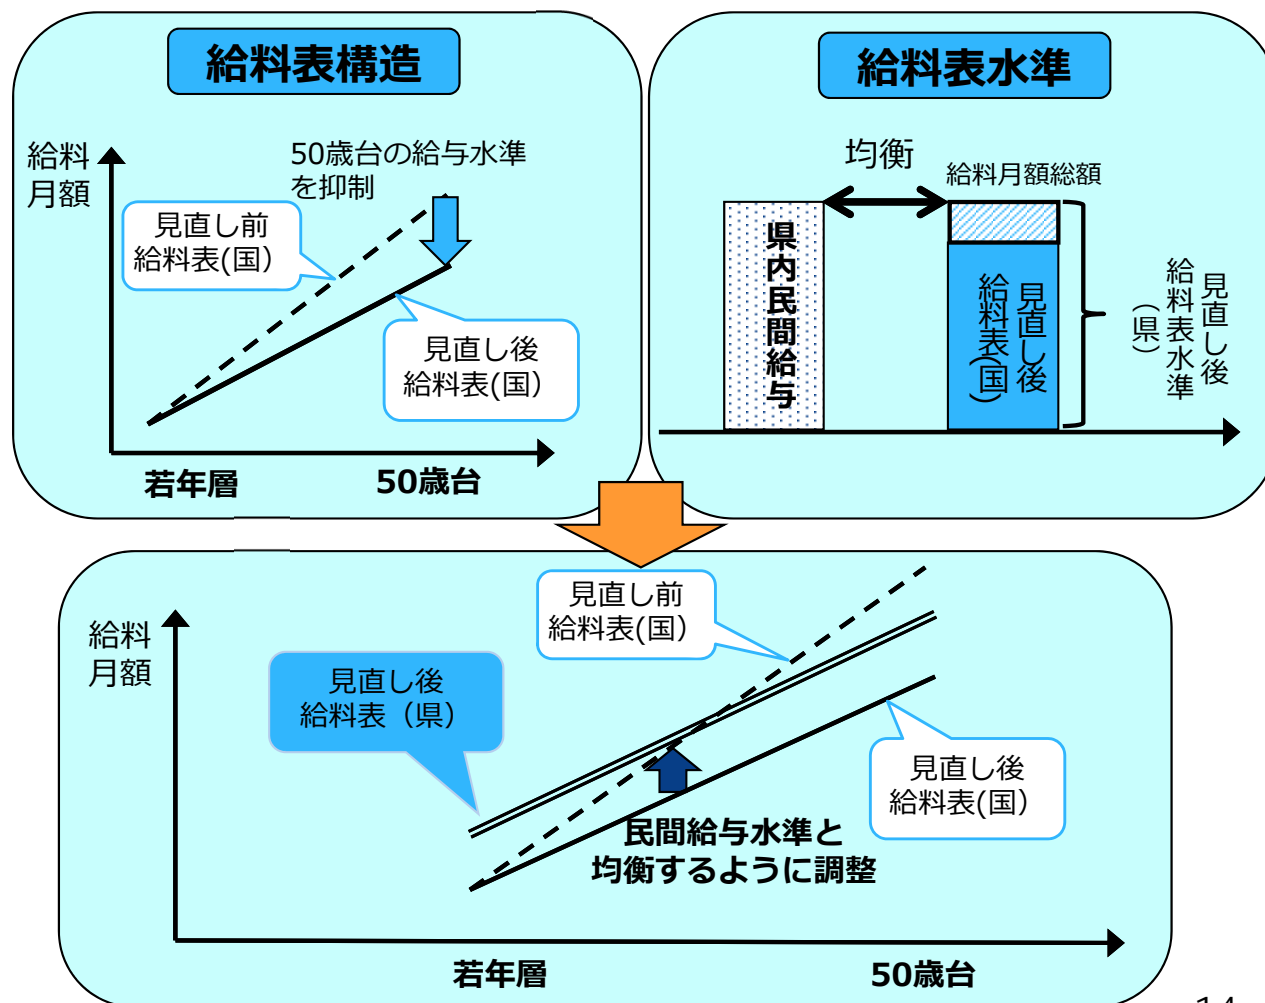 給料表構造
給料
月額
50歳台の給与水準
を抑制
見直し前
給料表(国)
見直し後
給料表(国)
若年層
50歳台
給料表水準
均衡
給料月額総額
県内民間給与
見直し後
給料表(国)
見直し後
給料表水準
(県)
給料
月額
見直し前
給料表(国)
見直し後
給料表（県）
見直し後
給料表(国)
民間給与水準と
均衡するように調整
若年層
50歳台